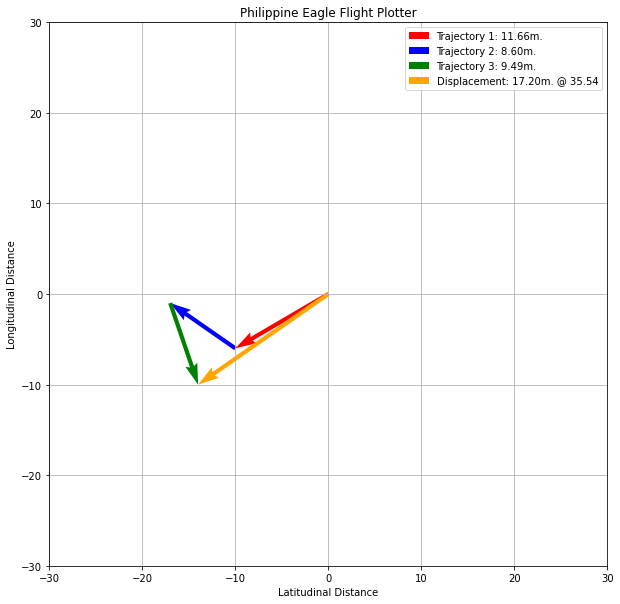 Philippine Eagle Flight Plotter
Trajectory 1: 11.66m.
Trajectory 2: 8.60m.
Trajectory 3: 9.49m.
Displacement: 17.20m. @ 35.54
30
20
10
0
−10
−20
−30
Longitudinal Distance
−30 −20 −10 0 10 20 30
Latitudinal Distance